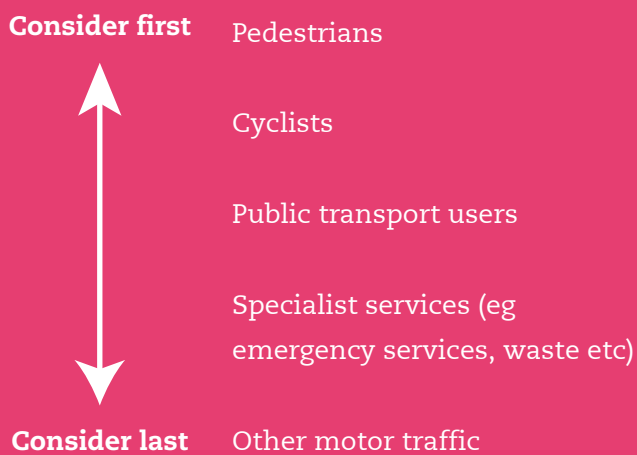 Consider first Pedestrians
Cyclists
Public transport users
Specialist services (eg
emergency services, waste etc)
Consider last Other motor traffic